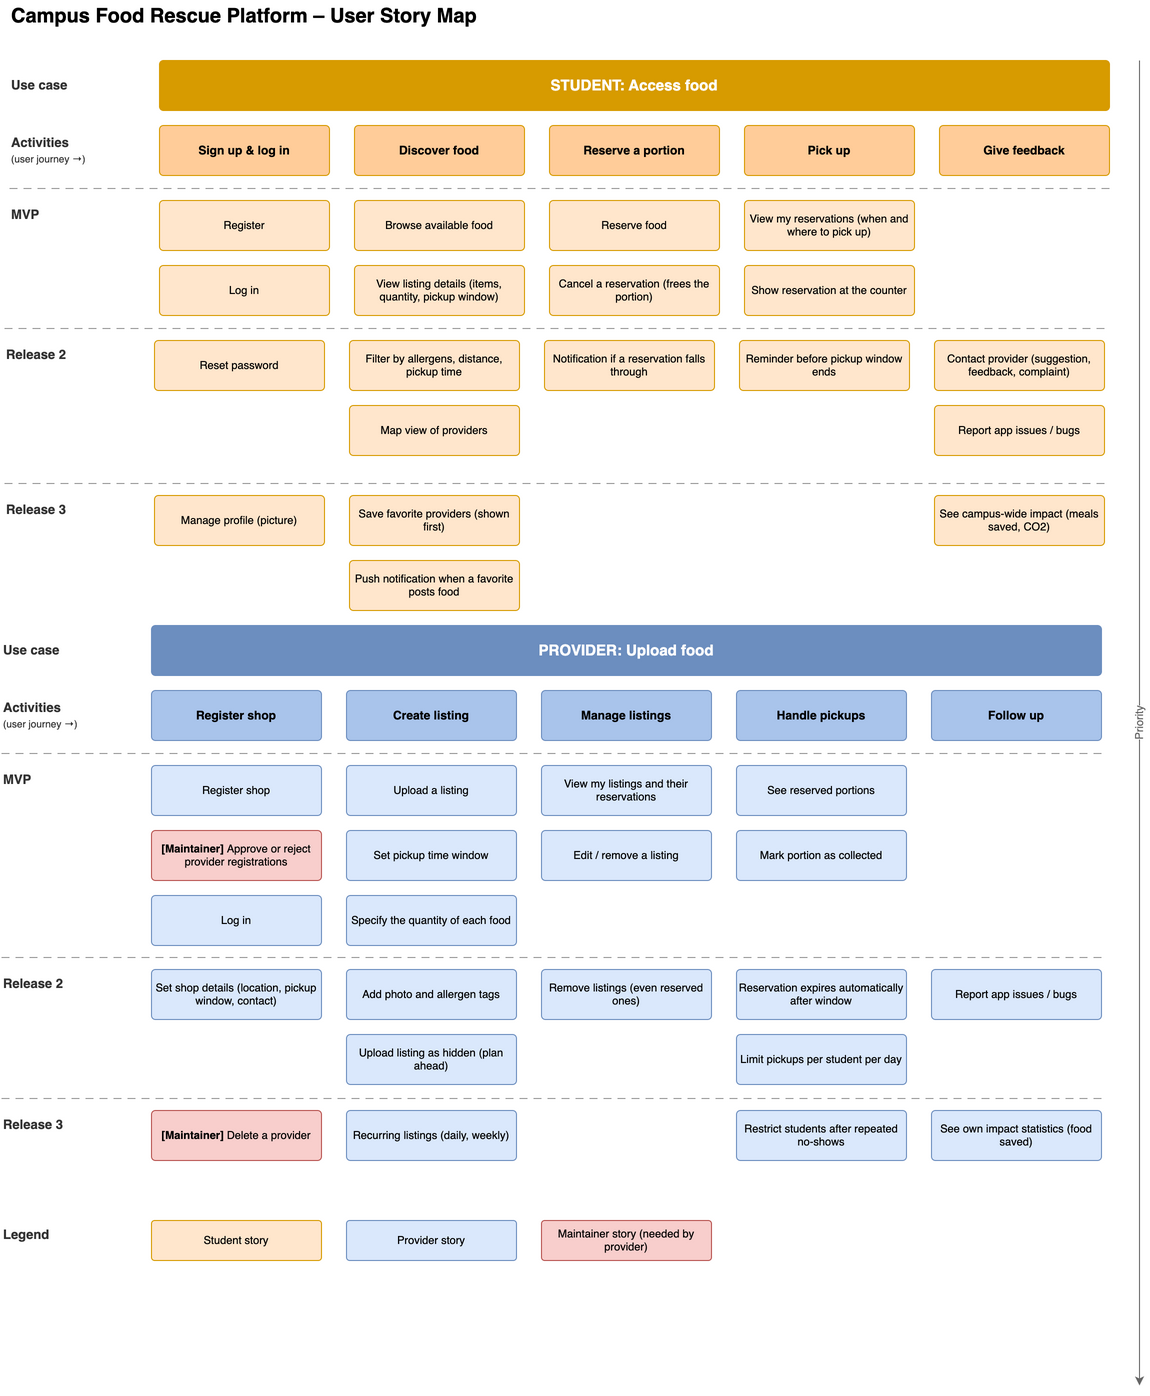 Campus Food Rescue Platform – User Story Map
Use case
STUDENT: Access food
Activities
(user journey →)
Sign up & log in
Discover food
Reserve a portion
Pick up
Give feedback
MVP
Register
Browse available food
Reserve food
View my reservations (when and
where to pick up)
Log in
View listing details (items,
quantity, pickup window)
Cancel a reservation (frees the
portion)
Show reservation at the counter
Release 2
Reset password
Filter by allergens, distance,
pickup time
Notification if a reservation falls
through
Reminder before pickup window
ends
Contact provider (suggestion,
feedback, complaint)
Map view of providers
Report app issues / bugs
Release 3
Manage profile (picture)
Save favorite providers (shown
first)
See campus-wide impact (meals
saved, CO2)
Push notification when a favorite
posts food
Use case
PROVIDER: Upload food
Activities
(user journey →)
Register shop
Create listing
Manage listings
Handle pickups
Follow up
Priority
MVP
Register shop
Upload a listing
View my listings and their
reservations
See reserved portions
[Maintainer] Approve or reject
provider registrations
Set pickup time window
Edit / remove a listing
Mark portion as collected
Log in
Specify the quantity of each food
Release 2
Set shop details (location, pickup
window, contact)
Add photo and allergen tags
Remove listings (even reserved
ones)
Reservation expires automatically
after window
Report app issues / bugs
Upload listing as hidden (plan
ahead)
Limit pickups per student per day
Release 3
[Maintainer] Delete a provider
Recurring listings (daily, weekly)
Restrict students after repeated
no-shows
See own impact statistics (food
saved)
Legend
Student story
Provider story
Maintainer story (needed by
provider)